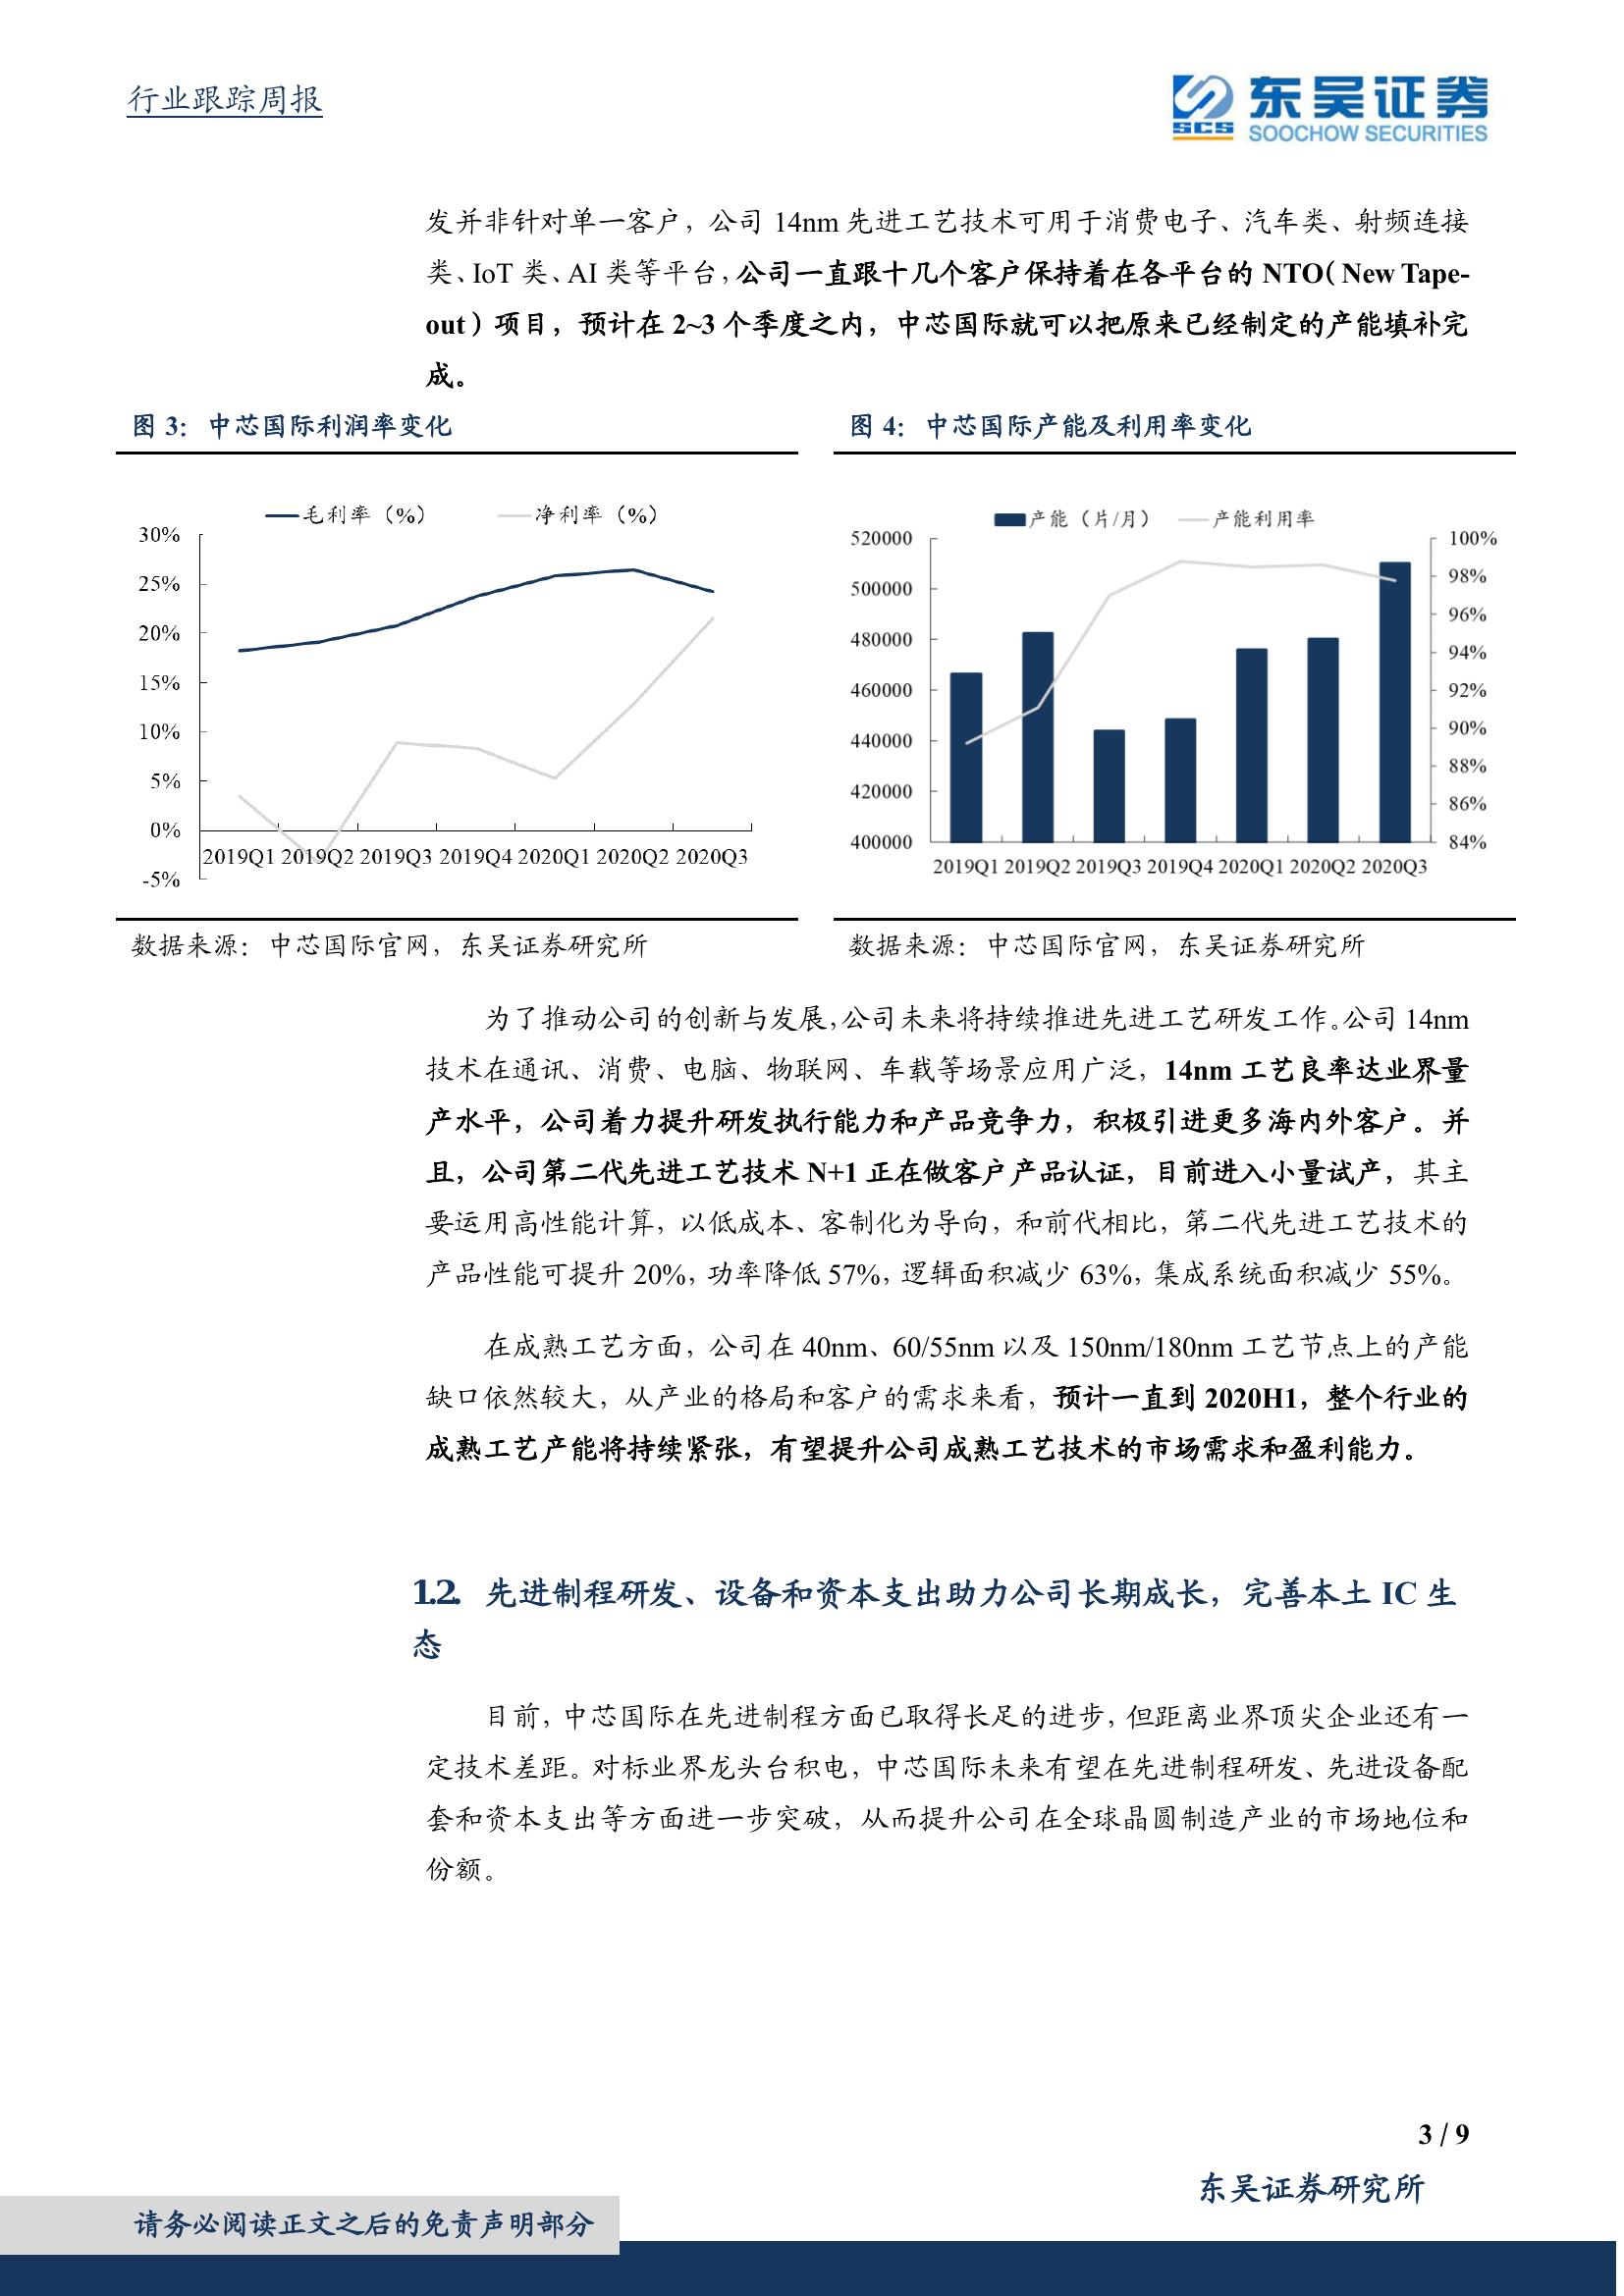 行业跟踪周报
东吴证券
SCS
SOOCHOW SECURITIES
发并非针对单一客户，公司 14nm 先进工艺技术可用于消费电子、汽车类、射频连接
类、IoT 类、AI 类等平台，公司一直跟十几个客户保持着在各平台的 NTO（New Tape-
out）项目，预计在 2~3 个季度之内，中芯国际就可以把原来已经制定的产能填补完
成。
图 3：中芯国际利润率变化
毛利率（%）
净利率（%）
30%
25%
20%
15%
10%
5%
0%
-5%
2019Q1 2019Q2 2019Q3 2019Q4 2020Q1 2020Q2 2020Q3
数据来源：中芯国际官网，东吴证券研究所
图 4：中芯国际产能及利用率变化
产能（片/月）
产能利用率
520000
500000
480000
460000
440000
420000
400000
100%
98%
96%
94%
92%
90%
88%
86%
84%
2019Q1 2019Q2 2019Q3 2019Q4 2020Q1 2020Q2 2020Q3
数据来源：中芯国际官网，东吴证券研究所
为了推动公司的创新与发展，公司未来将持续推进先进工艺研发工作。公司 14nm
技术在通讯、消费、电脑、物联网、车载等场景应用广泛，14nm 工艺良率达业界量
产水平，公司着力提升研发执行能力和产品竞争力，积极引进更多海内外客户。并
且，公司第二代先进工艺技术 N+1 正在做客户产品认证，目前进入小量试产，其主
要运用高性能计算，以低成本、客制化为导向，和前代相比，第二代先进工艺技术的
产品性能可提升 20%，功率降低 57%，逻辑面积减少 63%，集成系统面积减少 55%。
在成熟工艺方面，公司在 40nm、60/55nm 以及 150nm/180nm 工艺节点上的产能
缺口依然较大，从产业的格局和客户的需求来看，预计一直到 2020H1，整个行业的
成熟工艺产能将持续紧张，有望提升公司成熟工艺技术的市场需求和盈利能力。
1.2. 先进制程研发、设备和资本支出助力公司长期成长，完善本土 IC 生
态
目前，中芯国际在先进制程方面已取得长足的进步，但距离业界顶尖企业还有一
定技术差距。对标业界龙头台积电，中芯国际未来有望在先进制程研发、先进设备配
套和资本支出等方面进一步突破，从而提升公司在全球晶圆制造产业的市场地位和
份额。
3 / 9
东吴证券研究所
请务必阅读正文之后的免责声明部分